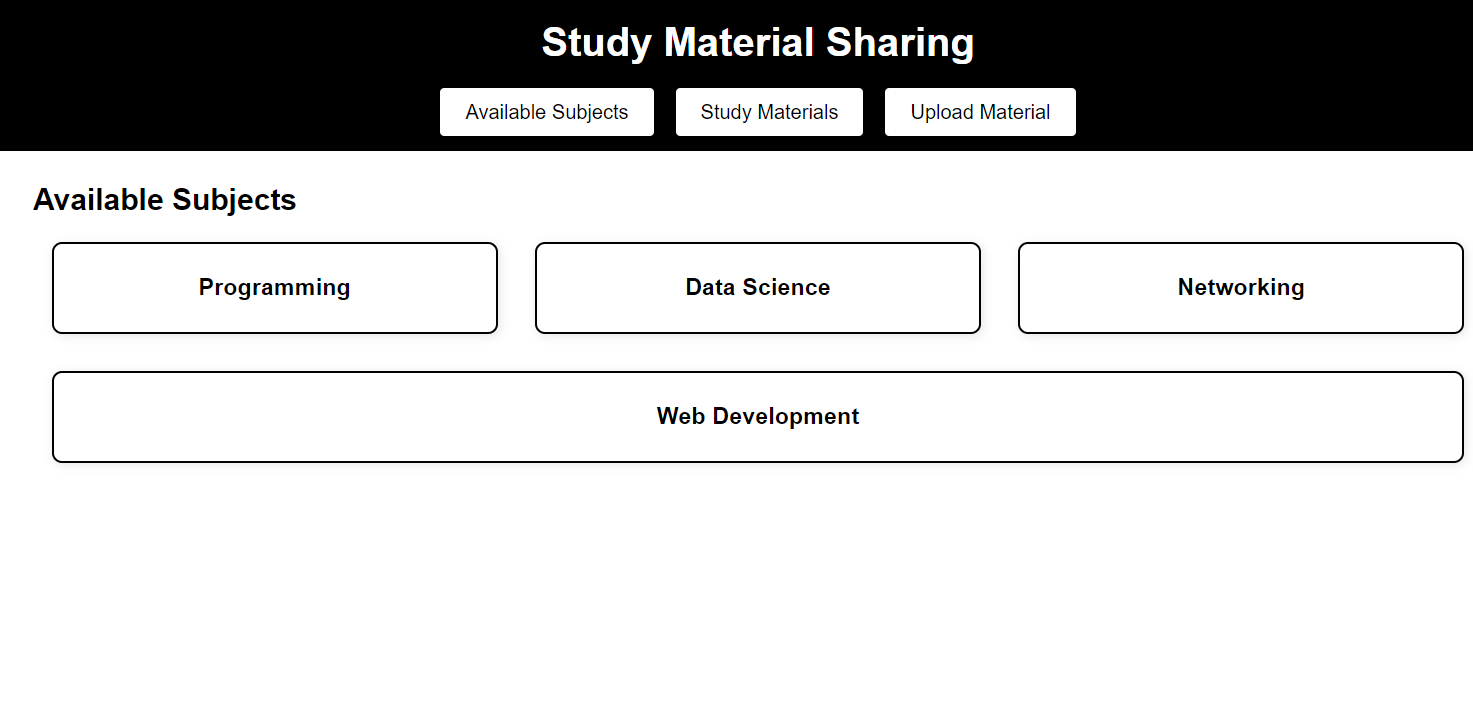 Study Material Sharing
Available Subjects Study Materials Upload Material
Available Subjects
Programming Data Science Networking
Web Development